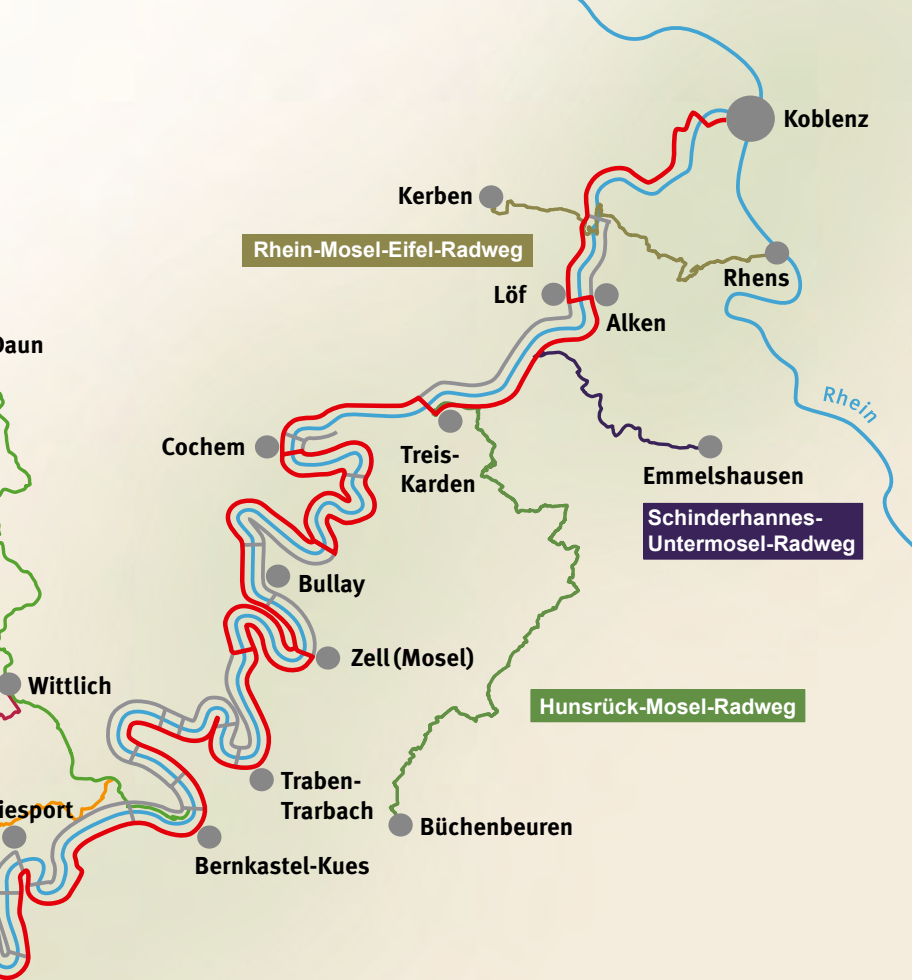 Koblenz
Kerben
Rhein-Mosel-Eifel-Radweg
Rhens
Löf
Alken
Daun
Rhein
Cochem
Treis-
Karden
Emmelshausen
Schinderhannes-
Untermosel-Radweg
Bullay
Zell (Mosel)
Wittlich
Hunsrück-Mosel-Radweg
Traben-
Trarbach
iesport
Büchenbeuren
Bernkastel-Kues